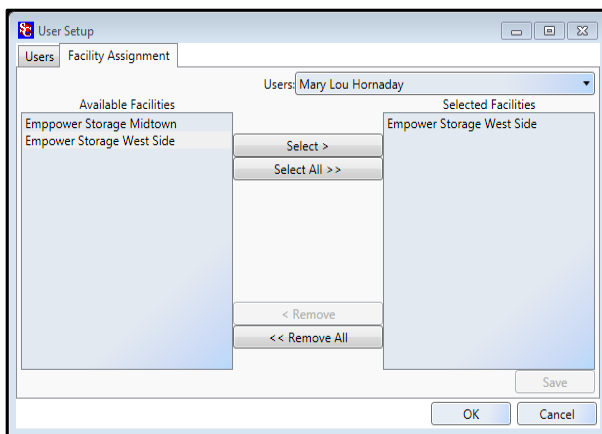 User Setup
Users Facility Assignment
Users: Mary Lou Hornaday
Available Facilities
Selected Facilities
Emppower Storage Midtown
Empower Storage West Side
Empower Storage West Side
Select >
Select All >>
< Remove
<< Remove All
Save
OK Cancel